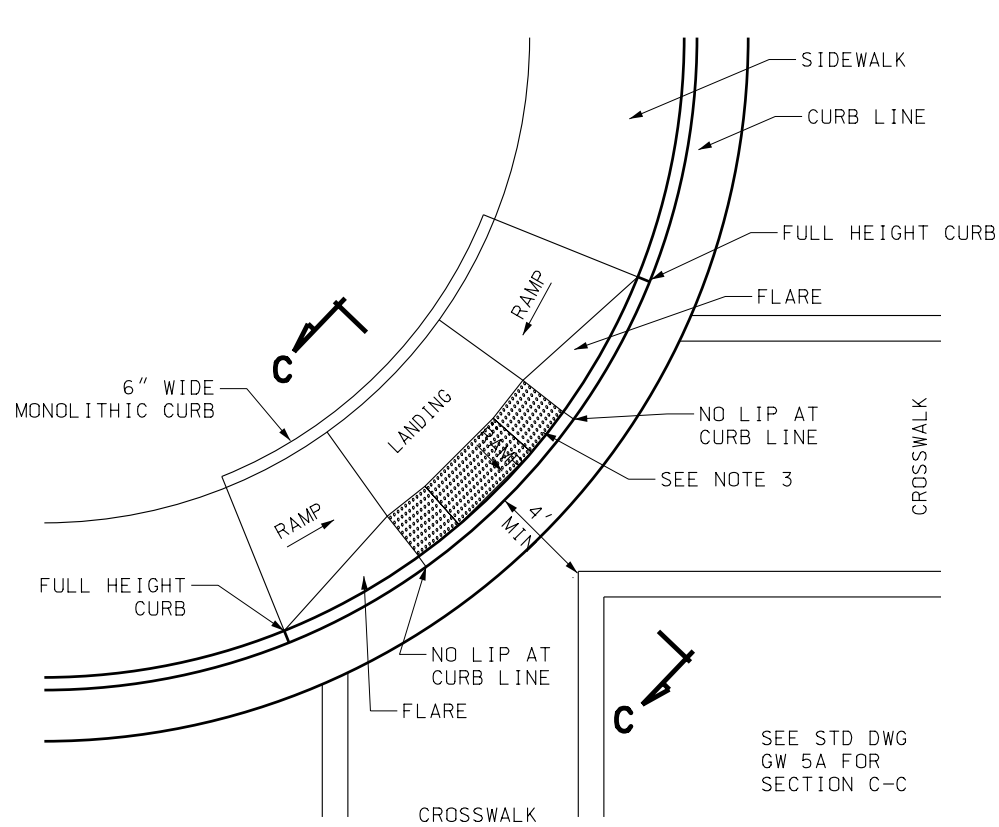 SIDEWALK
CURB LINE
FULL HEIGHT CURB
RAMP
FLARE
C
6" WIDE
MONOLITHIC CURB
LANDING
NO LIP AT
CURB LINE
CROSSWALK
SEE NOTE 3
RAMP
RAMP
4'
MIN
FULL HEIGHT
CURB
NO LIP AT
CURB LINE
FLARE
C
SEE STD DWG
GW 5A FOR
SECTION C-C
CROSSWALK